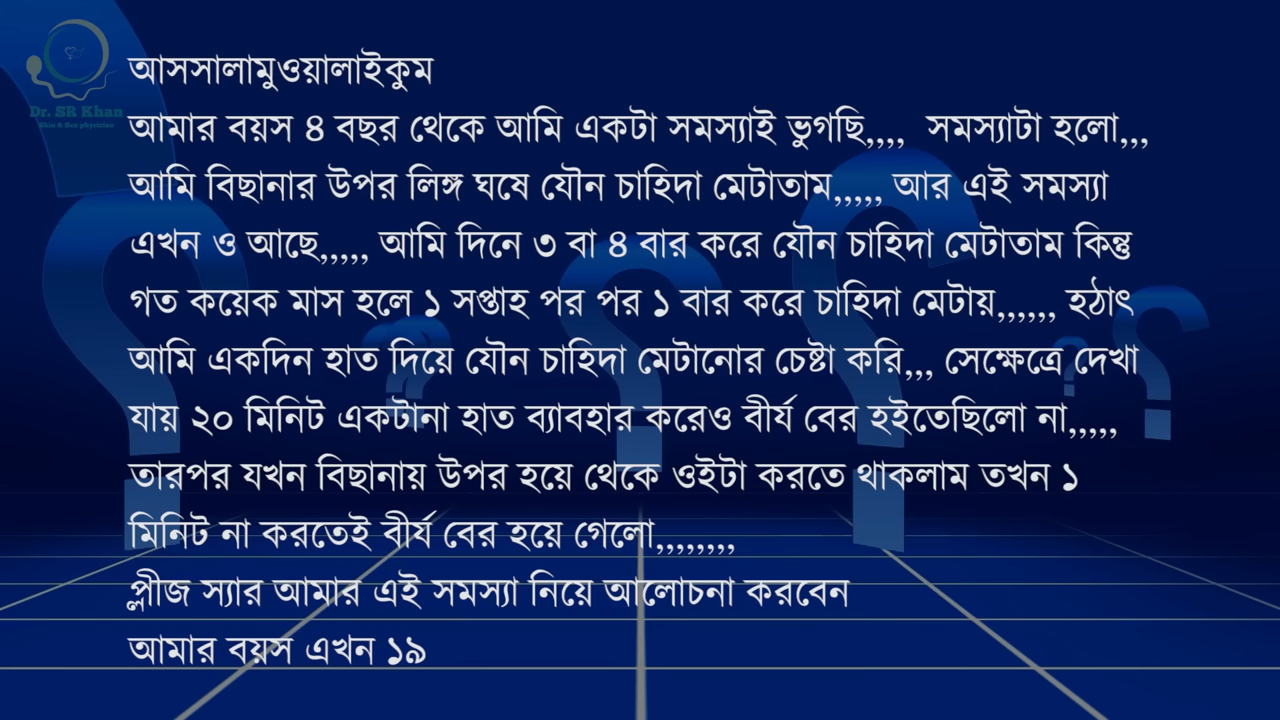 Dr. SR Khan
Skin & Sex physician
আসসালামুওয়ালাইকুম
আমার বয়স ৪ বছর থেকে আমি একটা সমস্যাই ভুগছি,,,, সমস্যাটা হলো,,,
আমি বিছানার উপর লিঙ্গ ঘষে যৌন চাহিদা মেটাতাম,,,,, আর এই সমস্যা
এখন ও আছে,,,,, আমি দিনে ৩ বা ৪ বার করে যৌন চাহিদা মেটাতাম কিন্তু
গত কয়েক মাস হলে ১ সপ্তাহ পর পর ১ বার করে চাহিদা মেটায়,,,,,, হঠাৎ
আমি একদিন হাত দিয়ে যৌন চাহিদা মেটানোর চেষ্টা করি,,, সেক্ষেত্রে দেখা
যায় ২০ মিনিট একটানা হাত ব্যাবহার করেও বীর্য বের হইতেছিলো না,,,,,
তারপর যখন বিছানায় উপর হয়ে থেকে ওইটা করতে থাকলাম তখন ১
মিনিট না করতেই বীর্য বের হয়ে গেলো,,,,,,,,
প্লীজ স্যার আমার এই সমস্যা নিয়ে আলোচনা করবেন
আমার বয়স এখন ১৯